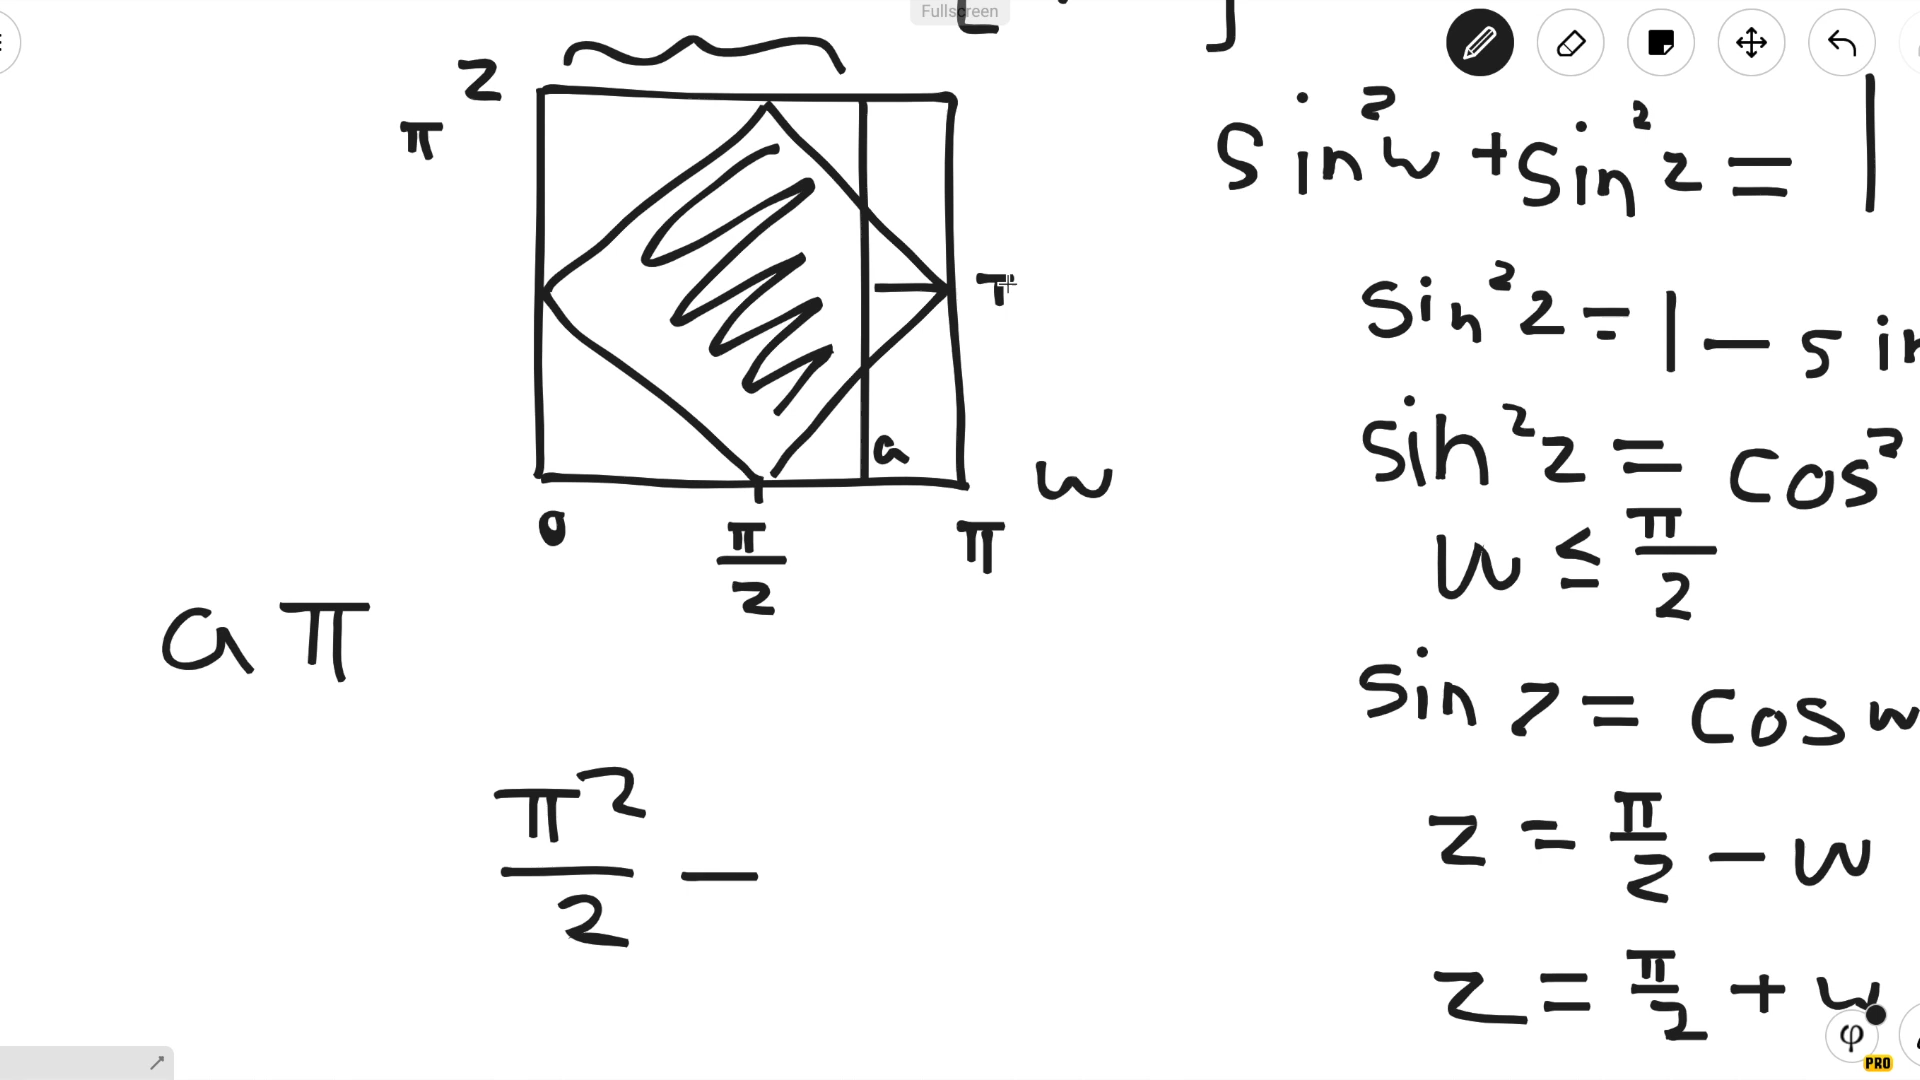 Fullscreen
z
π
π
a
w
0
π/2
π
aπ
π²/2 −
sin²w + sin²z = 1
sin²z = 1 − sin
sin²z = cos²
w ≤ π/2
sin z = cos w
z = π/2 − w
z = π/2 + w
φ
PRO